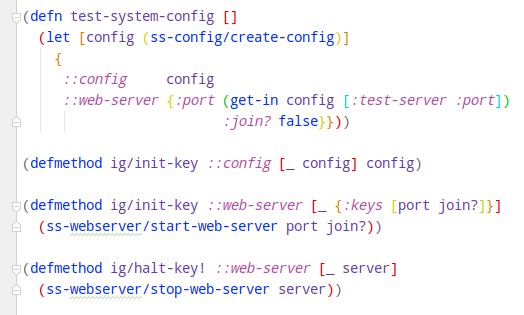 (defn test-system-config []
  (let [config (ss-config/create-config)]
    {
     ::config     config
     ::web-server {:port (get-in config [:test-server :port])
                         :join? false}}))

(defmethod ig/init-key ::config [_ config] config)

(defmethod ig/init-key ::web-server [_ {:keys [port join?]}]
  (ss-webserver/start-web-server port join?))

(defmethod ig/halt-key! ::web-server [_ server]
  (ss-webserver/stop-web-server server))